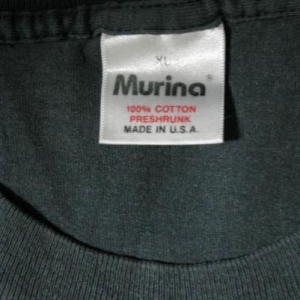 XL
Murina®
100% COTTON
PRESHRUNK
MADE IN U.S.A.